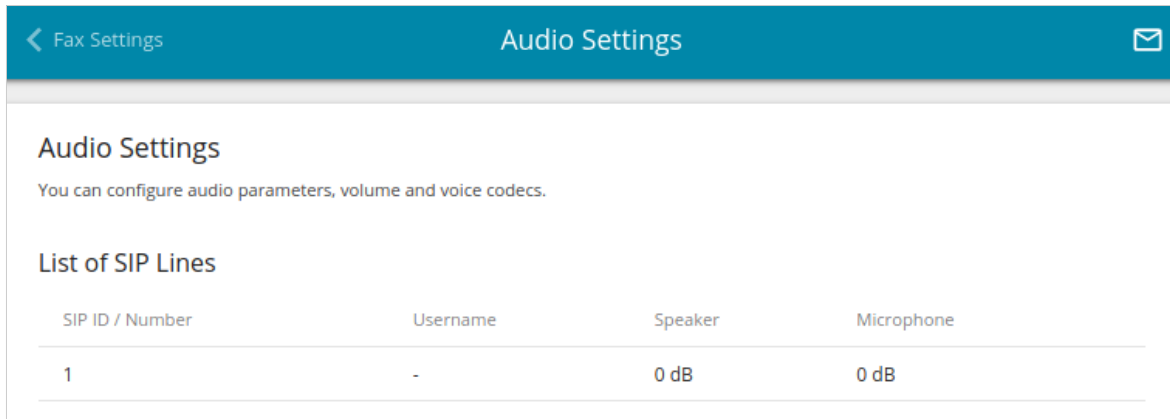 Fax Settings Audio Settings
Audio Settings
You can configure audio parameters, volume and voice codecs.
List of SIP Lines
SIP ID / Number Username Speaker Microphone
1 - 0 dB 0 dB